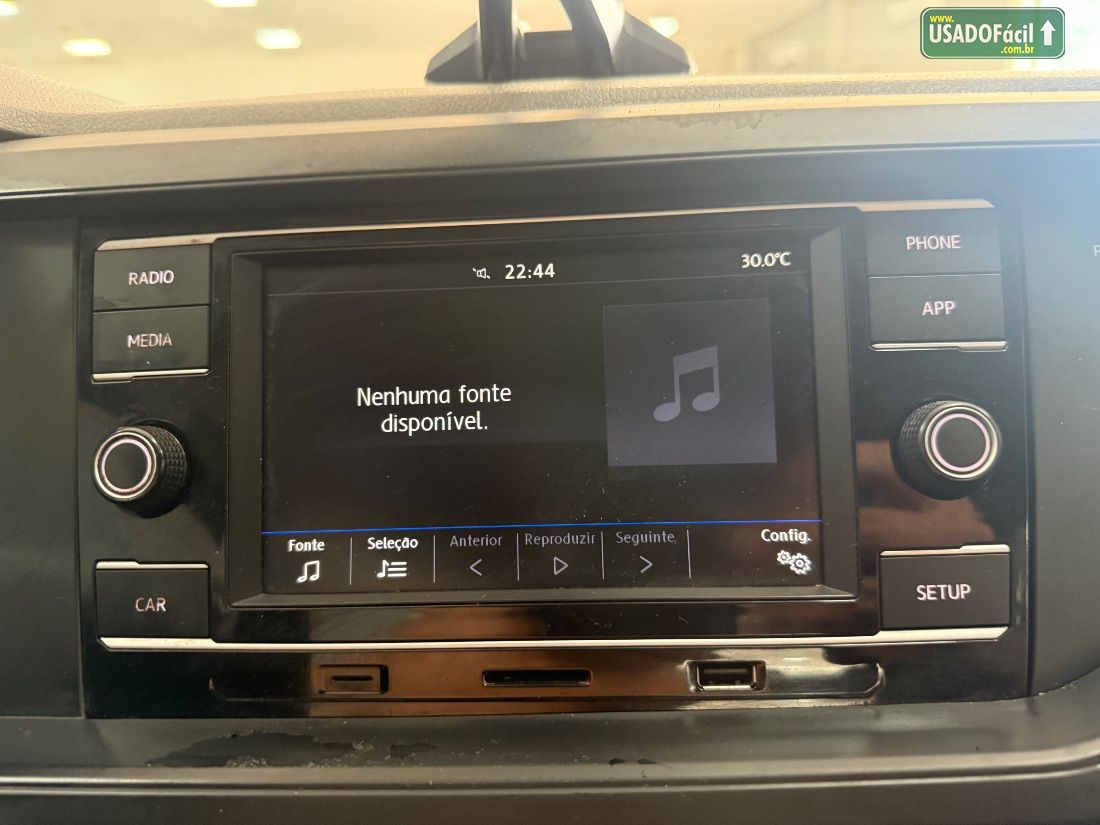 www.
USADOFácil
.com.br
PHONE
RADIO
22:44
30.0°C
APP
MEDIA
Nenhuma fonte
disponível.
Fonte
Seleção
Anterior
Reproduzir
Seguinte
Config.
CAR
SETUP
P